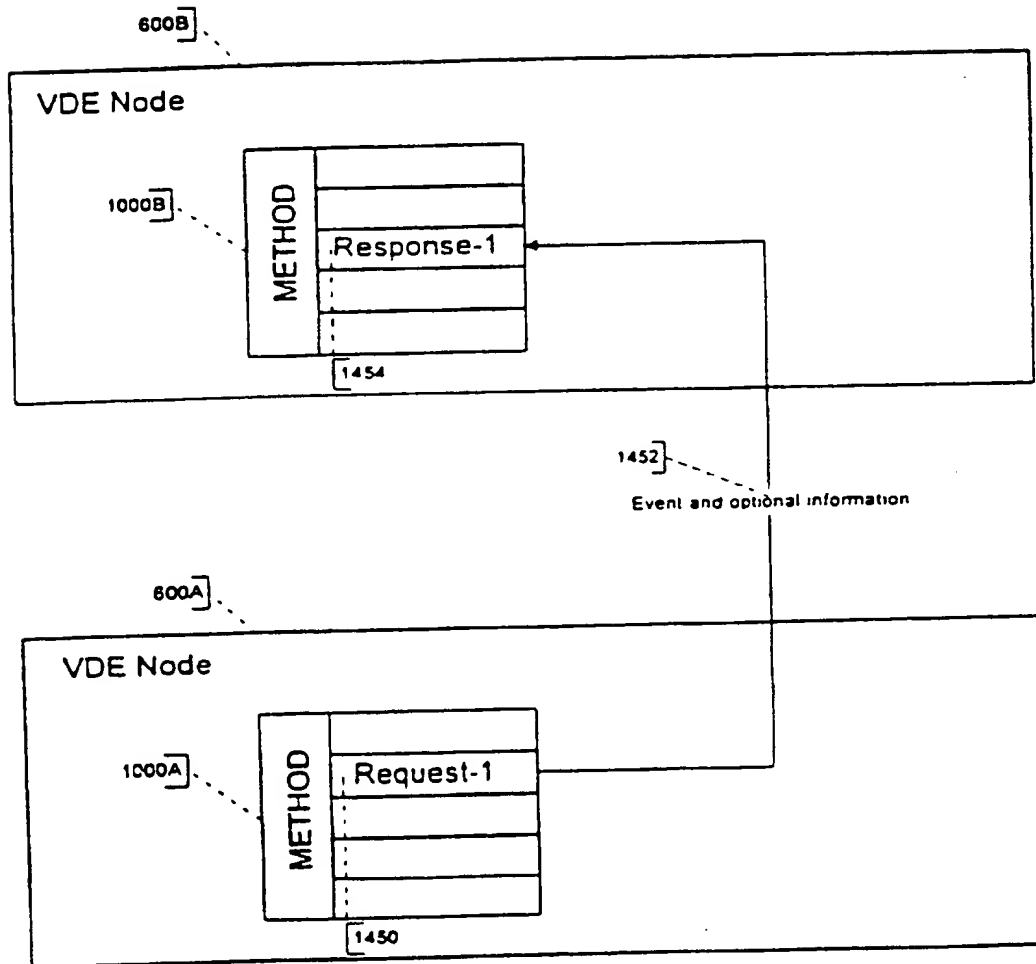 600B
VDE Node
1000B
METHOD
Response-1
1454
1452
Event and optional information
600A
VDE Node
1000A
METHOD
Request-1
1450